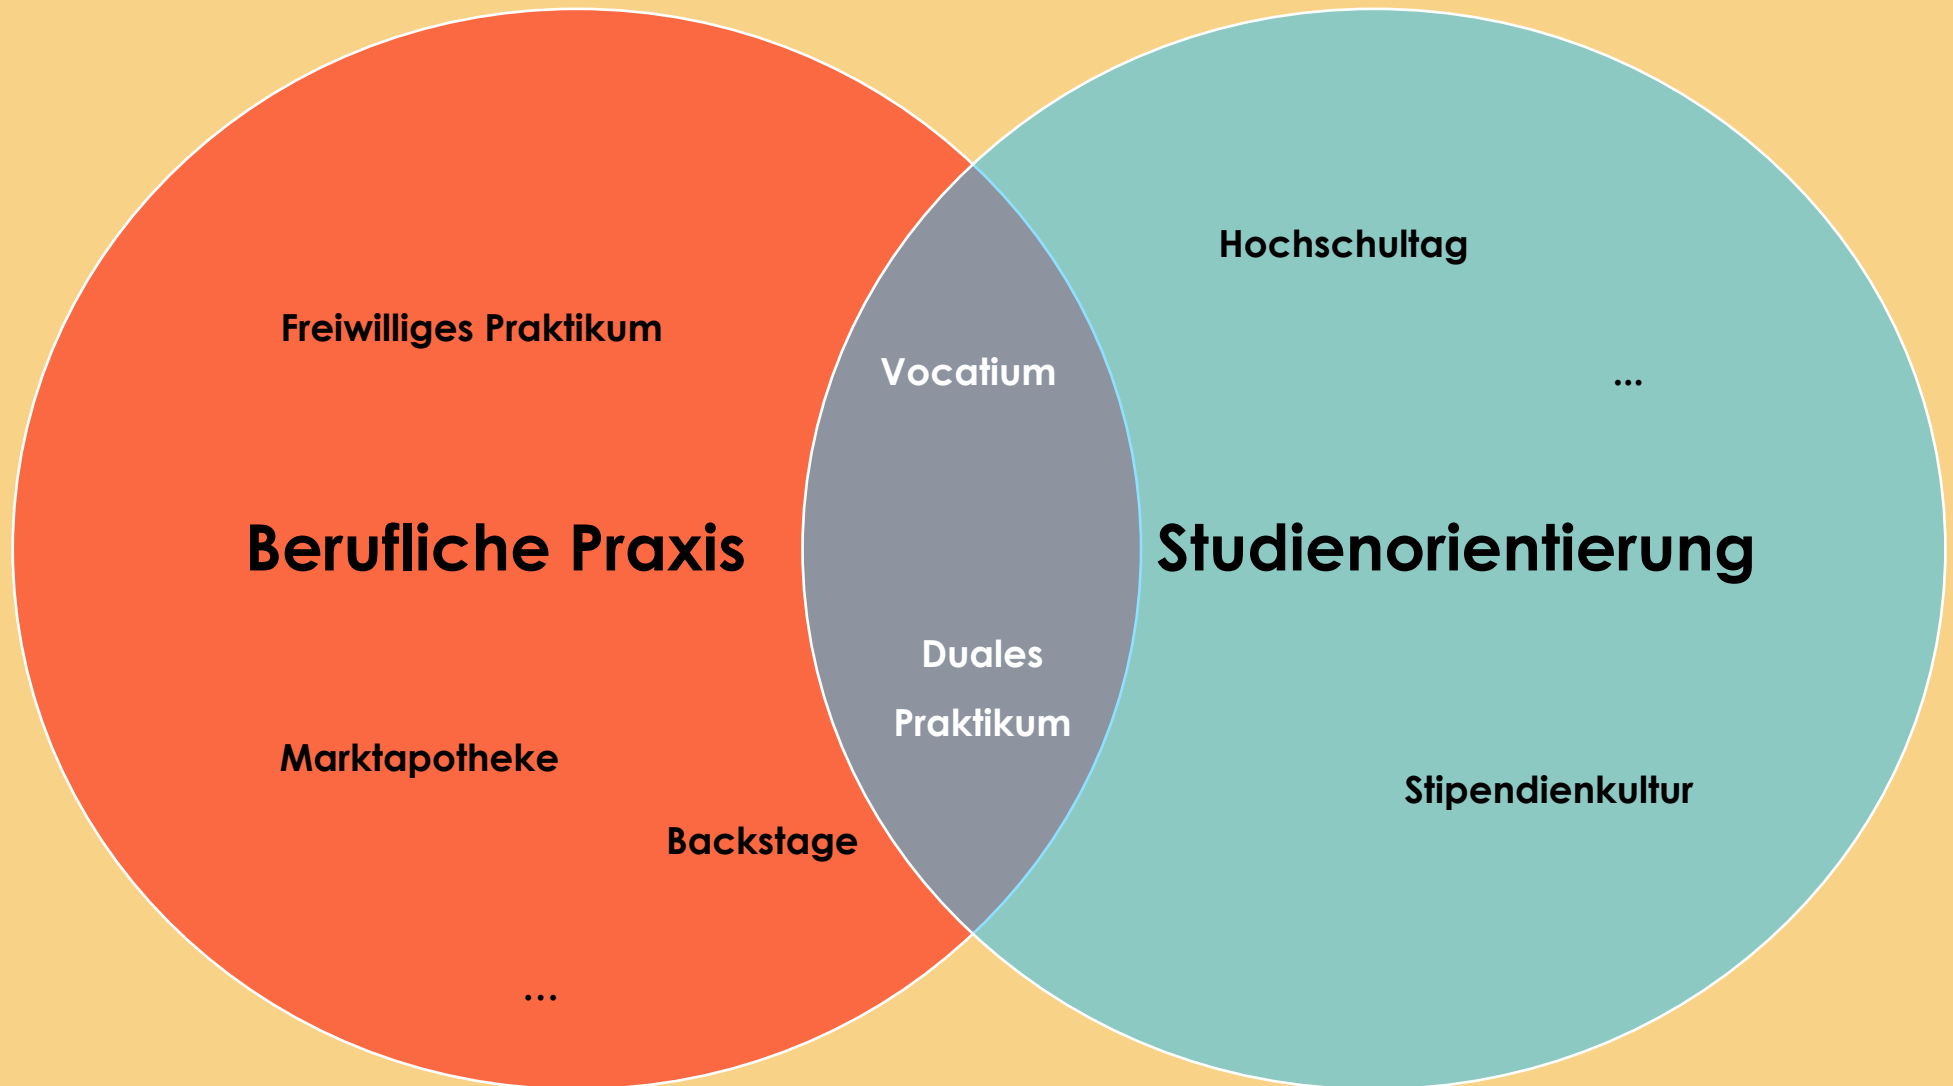 Hochschultag
Freiwilliges Praktikum
Vocatium
...
Berufliche Praxis
Studienorientierung
Duales
Praktikum
Marktapotheke
Stipendienkultur
Backstage
...